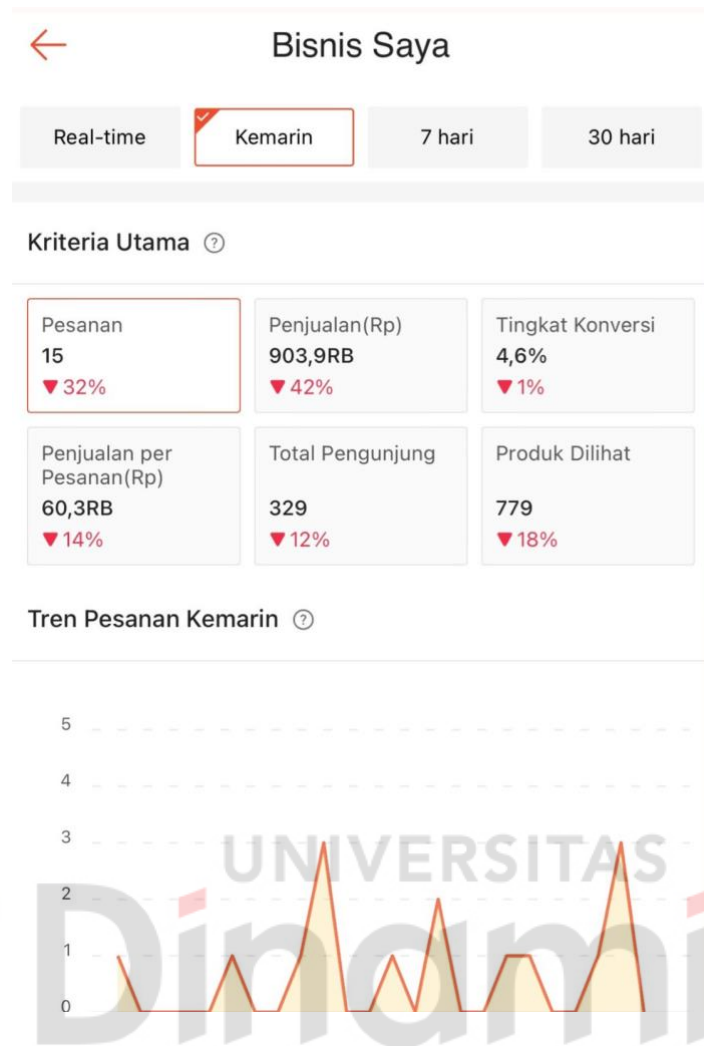 Bisnis Saya
Real-time Kemarin 7 hari 30 hari
Kriteria Utama ?
Pesanan
15
▼ 32%
Penjualan(Rp)
903,9RB
▼ 42%
Tingkat Konversi
4,6%
▼ 1%
Penjualan per
Pesanan(Rp)
60,3RB
▼ 14%
Total Pengunjung
329
▼ 12%
Produk Dilihat
779
▼ 18%
Tren Pesanan Kemarin ?
5
4
3
2
1
0
UNIVERSITAS
Dinami